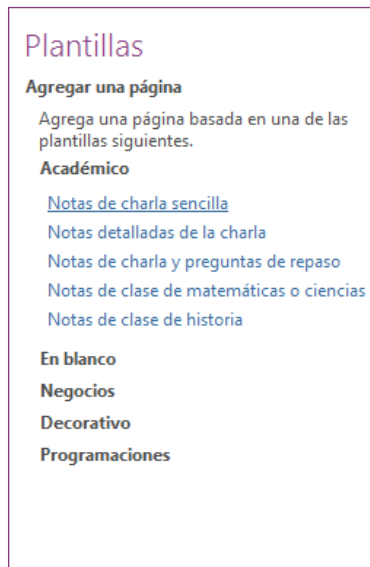 Plantillas
Agregar una página
Agrega una página basada en una de las
plantillas siguientes.
Académico
Notas de charla sencilla
Notas detalladas de la charla
Notas de charla y preguntas de repaso
Notas de clase de matemáticas o ciencias
Notas de clase de historia
En blanco
Negocios
Decorativo
Programaciones